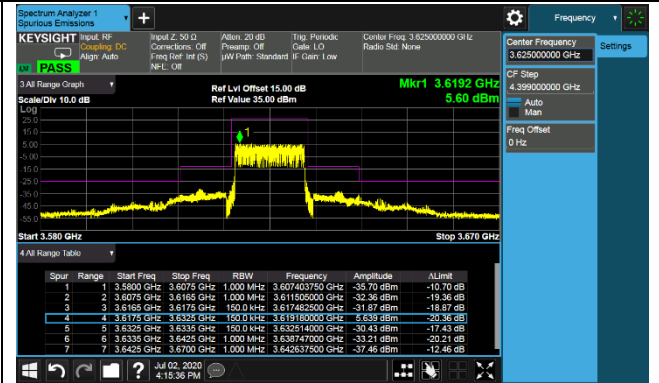 Spectrum Analyzer 1
Spurious Emissions
Frequency
KEYSIGHT Input: RF
Coupling: DC
Align: Auto
LXI PASS
Input Z: 50 Ω
Corrections: Off
Freq Ref: Int (S)
NFE: Off
Atten: 20 dB
Preamp: Off
µW Path: Standard
Trig: Periodic
Gate: LO
IF Gain: Low
Center Freq: 3.625000000 GHz
Radio Std: None
Center Frequency
3.625000000 GHz
Settings
CF Step
4.399000000 GHz
Auto
Man
Freq Offset
0 Hz
3 All Range Graph
Scale/Div 10.0 dB
Ref Lvl Offset 15.00 dB
Ref Value 35.00 dBm
Mkr1 3.6192 GHz
5.60 dBm
Log
25.0
15.0
5.00
-5.00
-15.0
-25.0
-35.0
-45.0
-55.0
1
Start 3.580 GHz
Stop 3.670 GHz
4 All Range Table
Spur Range Start Freq Stop Freq RBW Frequency Amplitude ΔLimit
1 1 3.5800 GHz 3.6075 GHz 1.000 MHz 3.607403750 GHz -35.70 dBm -10.70 dB
2 2 3.6075 GHz 3.6165 GHz 1.000 MHz 3.611505000 GHz -32.36 dBm -19.36 dB
3 3 3.6165 GHz 3.6175 GHz 150.0 kHz 3.617482500 GHz -31.87 dBm -18.87 dB
4 4 3.6175 GHz 3.6325 GHz 150.0 kHz 3.619180000 GHz 5.639 dBm -20.36 dB
5 5 3.6325 GHz 3.6335 GHz 150.0 kHz 3.632514000 GHz -30.43 dBm -17.43 dB
6 6 3.6335 GHz 3.6425 GHz 1.000 MHz 3.638747000 GHz -33.21 dBm -20.21 dB
7 7 3.6425 GHz 3.6700 GHz 1.000 MHz 3.642637500 GHz -37.46 dBm -12.46 dB
Jul 02, 2020
4:15:36 PM